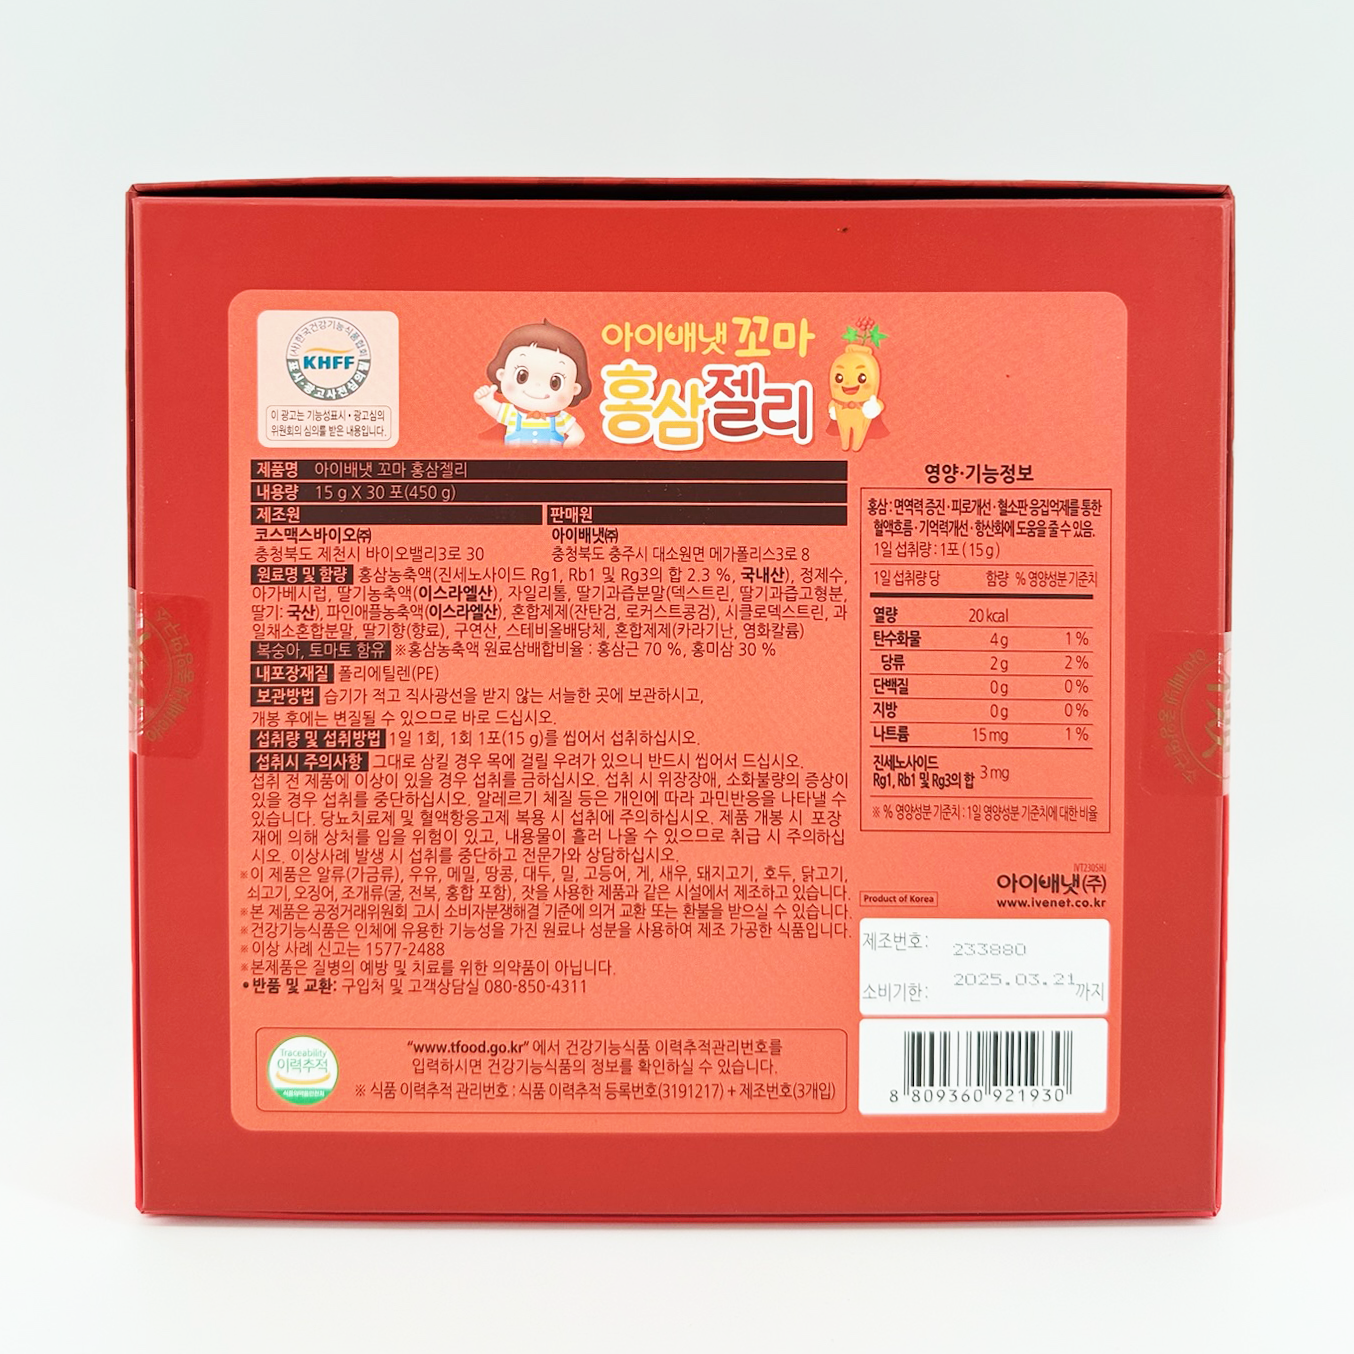 (사)한국건강기능식품협회
KHFF
표시·광고사전심의필
이 광고는 기능성표시·광고심의
위원회의 심의를 받은 내용입니다.
아이배냇 꼬마
홍삼젤리
제품명 아이배냇 꼬마 홍삼젤리
내용량 15 g X 30 포(450 g)
제조원 판매원
코스맥스바이오㈜ 아이배냇㈜
충청북도 제천시 바이오밸리3로 30 충청북도 충주시 대소원면 메가폴리스3로 8
원료명 및 함량 홍삼농축액(진세노사이드 Rg1, Rb1 및 Rg3의 합 2.3 %, 국내산), 정제수,
아가베시럽, 딸기농축액(이스라엘산), 자일리톨, 딸기과즙분말(덱스트린, 딸기과즙고형분,
딸기: 국산), 파인애플농축액(이스라엘산), 혼합제제(잔탄검, 로커스트콩검), 시클로덱스트린, 과
일채소혼합분말, 딸기향(향료), 구연산, 스테비올배당체, 혼합제제(카라기난, 염화칼륨)
복숭아, 토마토 함유 ※홍삼농축액 원료삼배합비율 : 홍삼근 70 %, 홍미삼 30 %
내포장재질 폴리에틸렌(PE)
보관방법 습기가 적고 직사광선을 받지 않는 서늘한 곳에 보관하시고,
개봉 후에는 변질될 수 있으므로 바로 드십시오.
섭취량 및 섭취방법 1일 1회, 1회 1포(15 g)를 씹어서 섭취하십시오.
섭취시 주의사항 그대로 삼킬 경우 목에 걸릴 우려가 있으니 반드시 씹어서 드십시오.
섭취 전 제품에 이상이 있을 경우 섭취를 금하십시오. 섭취 시 위장장애, 소화불량의 증상이
있을 경우 섭취를 중단하십시오. 알레르기 체질 등은 개인에 따라 과민반응을 나타낼 수
있습니다. 당뇨치료제 및 혈액항응고제 복용 시 섭취에 주의하십시오. 제품 개봉 시 포장
재에 의해 상처를 입을 위험이 있고, 내용물이 흘러 나올 수 있으므로 취급 시 주의하십
시오. 이상사례 발생 시 섭취를 중단하고 전문가와 상담하십시오.
※이 제품은 알류(가금류), 우유, 메밀, 땅콩, 대두, 밀, 고등어, 게, 새우, 돼지고기, 호두, 닭고기,
쇠고기, 오징어, 조개류(굴, 전복, 홍합 포함), 잣을 사용한 제품과 같은 시설에서 제조하고 있습니다.
※본 제품은 공정거래위원회 고시 소비자분쟁해결 기준에 의거 교환 또는 환불을 받으실 수 있습니다.
※건강기능식품은 인체에 유용한 기능성을 가진 원료나 성분을 사용하여 제조 가공한 식품입니다.
※이상 사례 신고는 1577-2488
※본제품은 질병의 예방 및 치료를 위한 의약품이 아닙니다.
•반품 및 교환: 구입처 및 고객상담실 080-850-4311
Traceability
이력추적
식품의약품안전처
“www.tfood.go.kr” 에서 건강기능식품 이력추적관리번호를
입력하시면 건강기능식품의 정보를 확인하실 수 있습니다.
※ 식품 이력추적 관리번호 : 식품 이력추적 등록번호(3191217) + 제조번호(3개입)
영양·기능정보
홍삼 : 면역력 증진·피로개선·혈소판 응집억제를 통한
혈액흐름·기억력개선·항산화에 도움을 줄 수 있음.
1일 섭취량 : 1포 ( 15 g )
1일 섭취량 당 함량 % 영양성분 기준치
열량 20 kcal
탄수화물 4 g 1 %
당류 2 g 2 %
단백질 0 g 0 %
지방 0 g 0 %
나트륨 15 mg 1 %
진세노사이드
Rg1, Rb1 및 Rg3의 합 3 mg
※ % 영양성분 기준치 : 1일 영양성분 기준치에 대한 비율
IVT2305HJ
아이배냇(주)
Product of Korea www.ivenet.co.kr
제조번호: 233880
소비기한: 2025.03.21까지
8 809360 921930